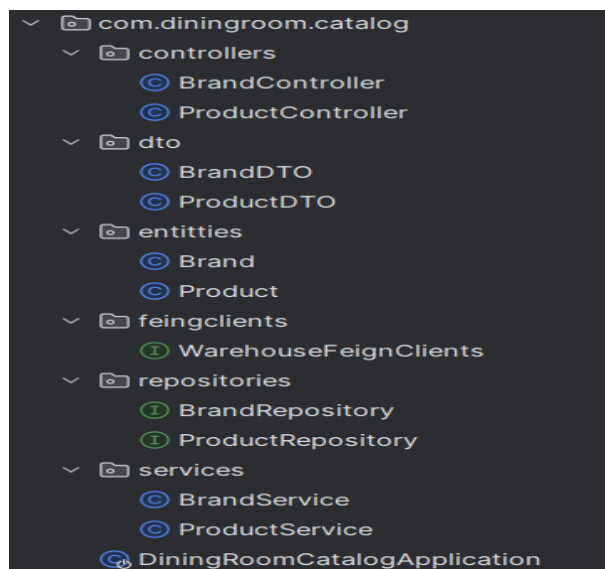 com.diningroom.catalog
controllers
BrandController
ProductController
dto
BrandDTO
ProductDTO
entitties
Brand
Product
feingclients
WarehouseFeignClients
repositories
BrandRepository
ProductRepository
services
BrandService
ProductService
DiningRoomCatalogApplication